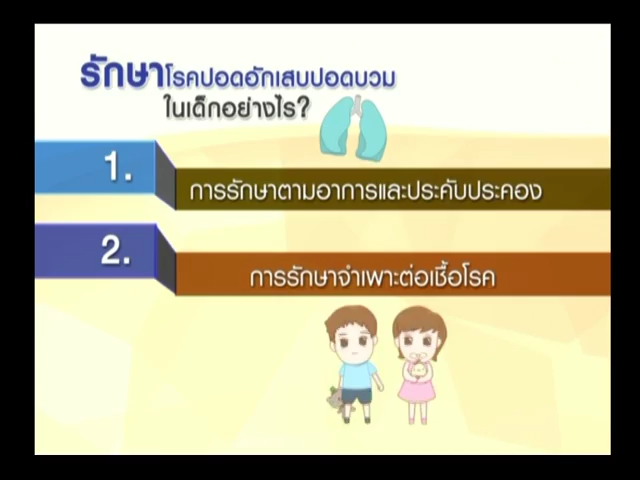 รักษาโรคปอดอักเสบปอดบวม
ในเด็กอย่างไร?
1.
การรักษาตามอาการและประคับประคอง
2.
การรักษาจำเพาะต่อเชื้อโรค